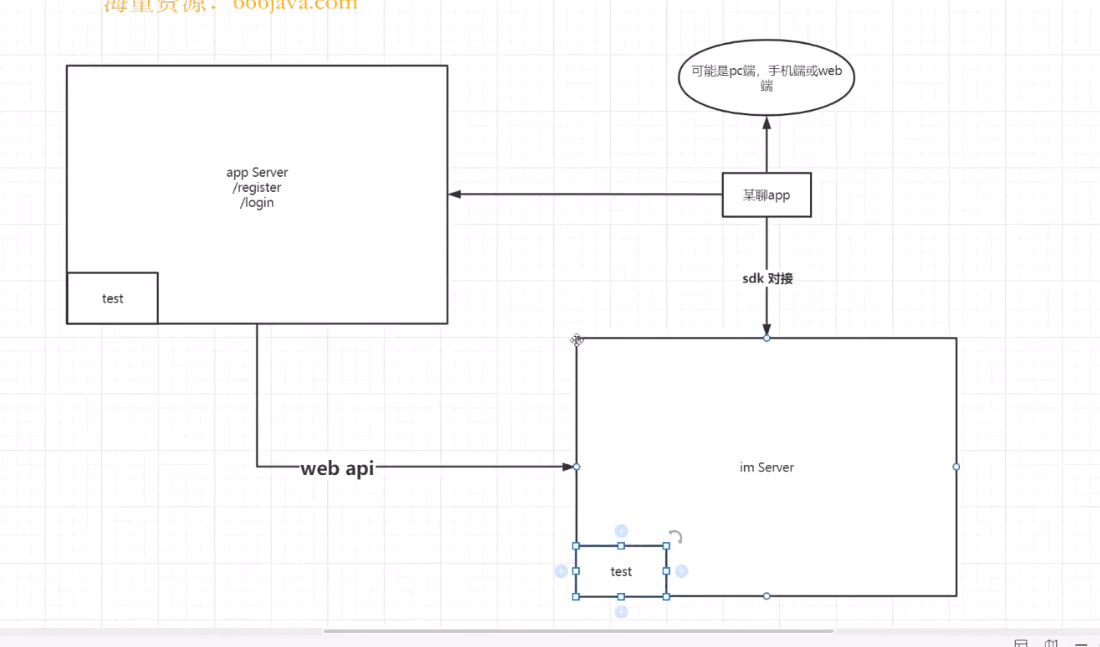 海量资源：666java.com
可能是pc端，手机端或web
端
app Server
/register
/login
某聊app
test
sdk 对接
web api
im Server
test